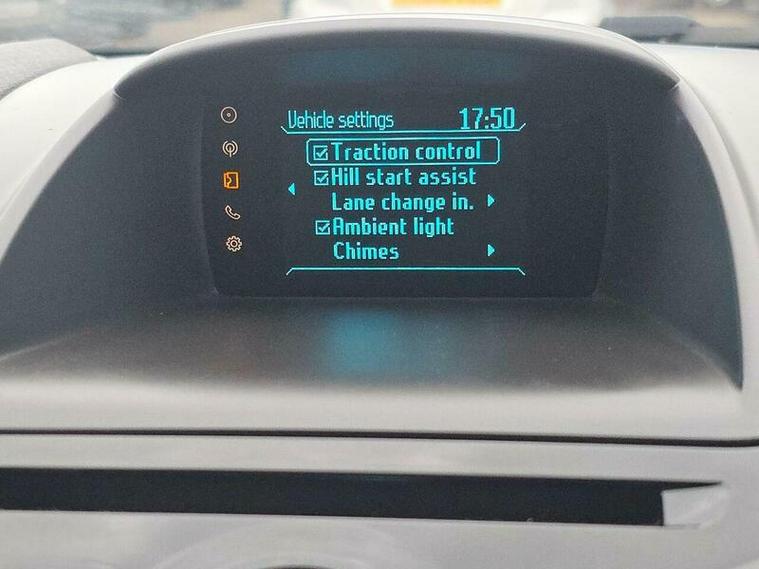 Vehicle settings 17:50
Traction control
Hill start assist
Lane change in.
Ambient light
Chimes